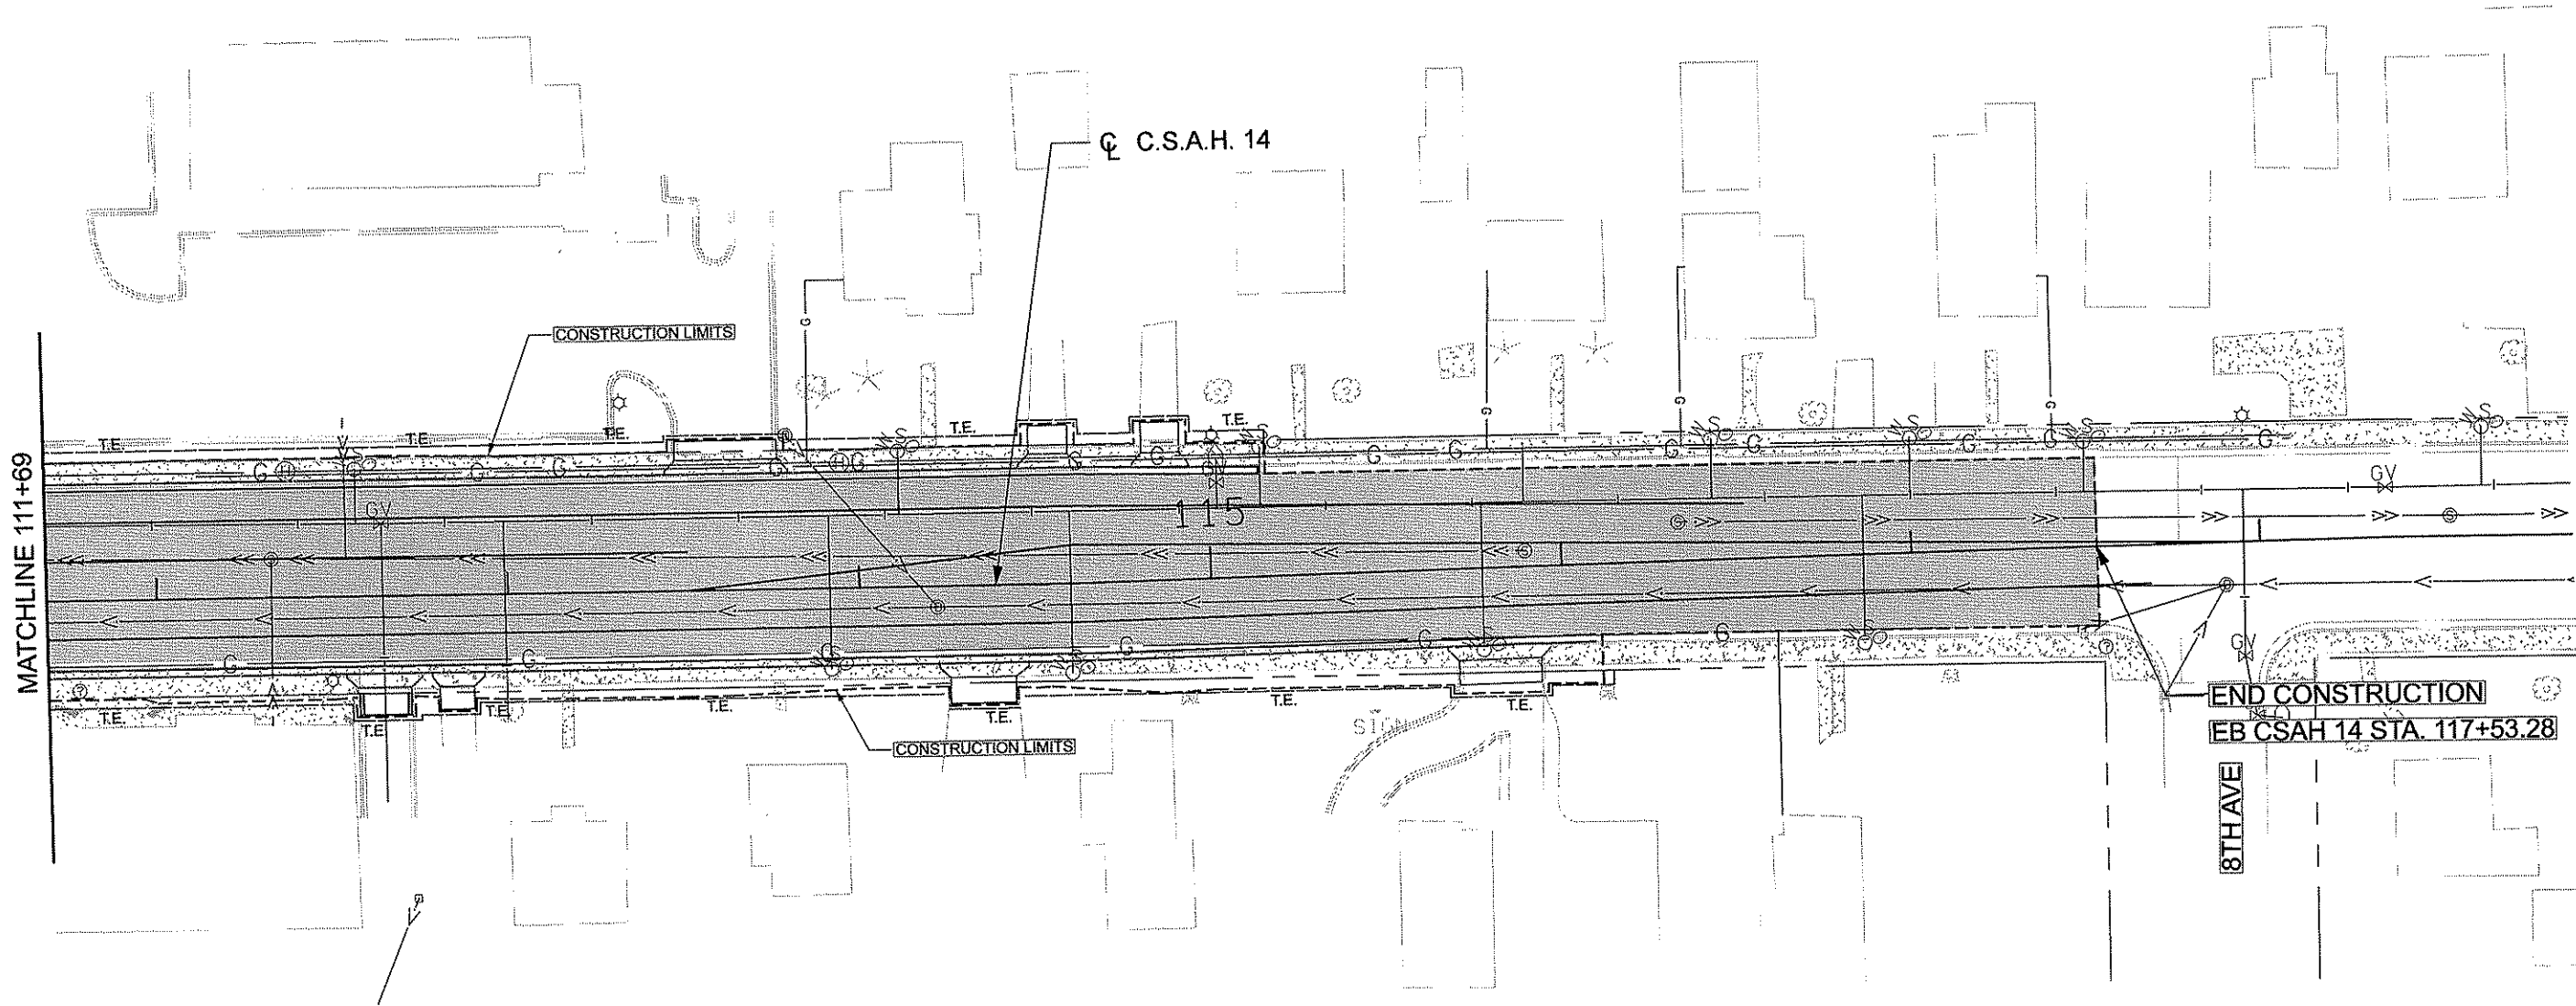 ℄ C.S.A.H. 14
CONSTRUCTION LIMITS
MATCHLINE 111+69
T.E. T.E. T.E. T.E. T.E.
G G G G G G
N S N S N S N S N S N S
G G G G G G G G G G G G
GV GV
115
G G G G G
N S N S N S N S
GV
T.E. T.E. T.E. T.E. T.E. T.E. T.E.
SIGN
CONSTRUCTION LIMITS
END CONSTRUCTION
EB CSAH 14 STA. 117+53.28
8TH AVE